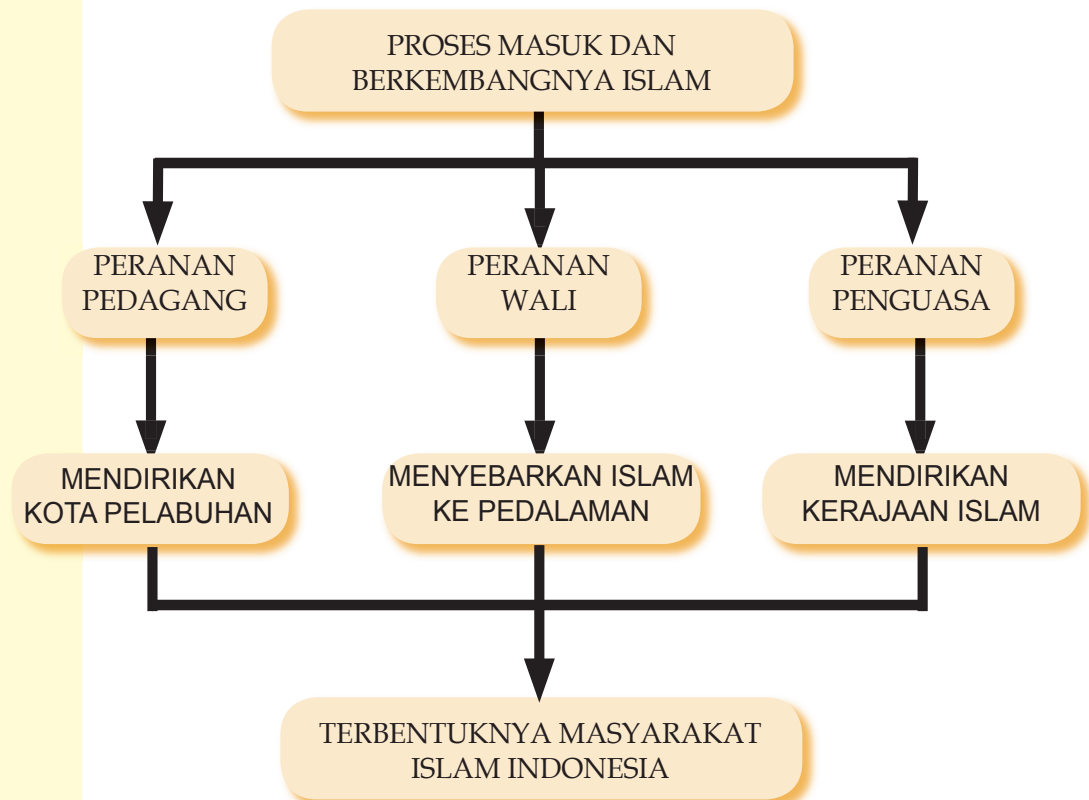 PROSES MASUK DAN
BERKEMBANGNYA ISLAM
PERANAN
PEDAGANG
PERANAN
WALI
PERANAN
PENGUASA
MENDIRIKAN
KOTA PELABUHAN
MENYEBARKAN ISLAM
KE PEDALAMAN
MENDIRIKAN
KERAJAAN ISLAM
TERBENTUKNYA MASYARAKAT
ISLAM INDONESIA